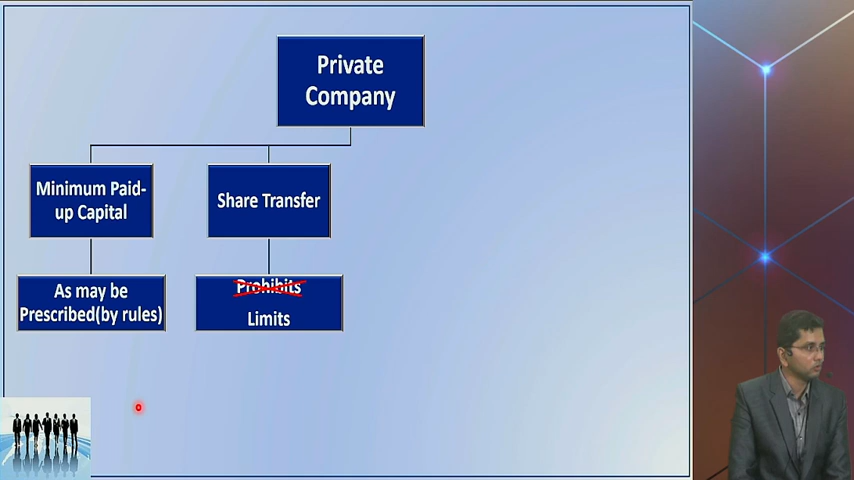 Private
Company
Minimum Paid-
up Capital
Share Transfer
As may be
Prescribed(by rules)
Prohibits
Limits